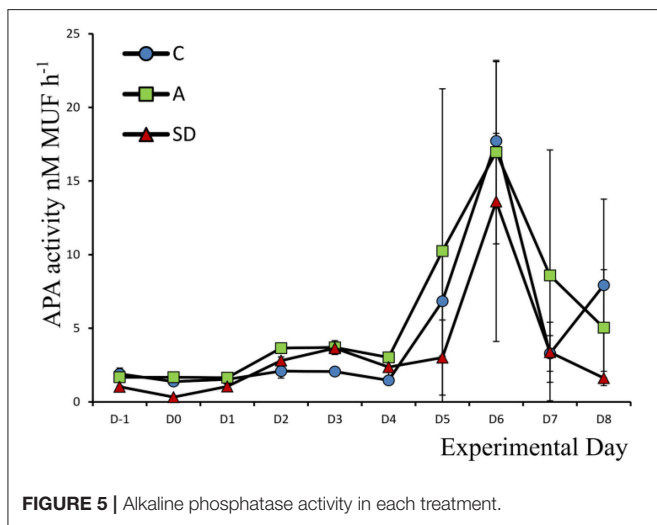 25
20
15
10
5
0
APA activity nM MUF h⁻¹
C
A
SD
D-1 D0 D1 D2 D3 D4 D5 D6 D7 D8
Experimental Day
FIGURE 5 | Alkaline phosphatase activity in each treatment.